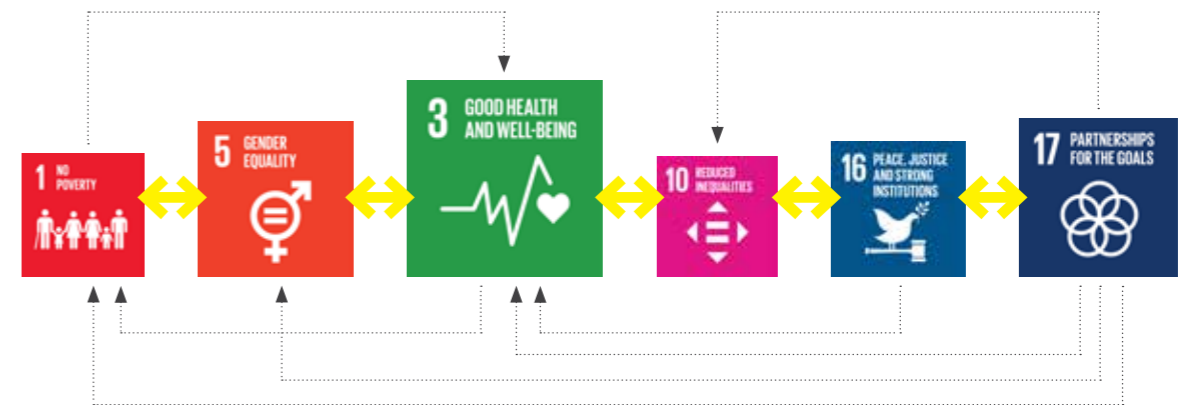 1 NO
POVERTY
5 GENDER
EQUALITY
3 GOOD HEALTH
AND WELL-BEING
10 REDUCED
INEQUALITIES
16 PEACE, JUSTICE
AND STRONG
INSTITUTIONS
17 PARTNERSHIPS
FOR THE GOALS